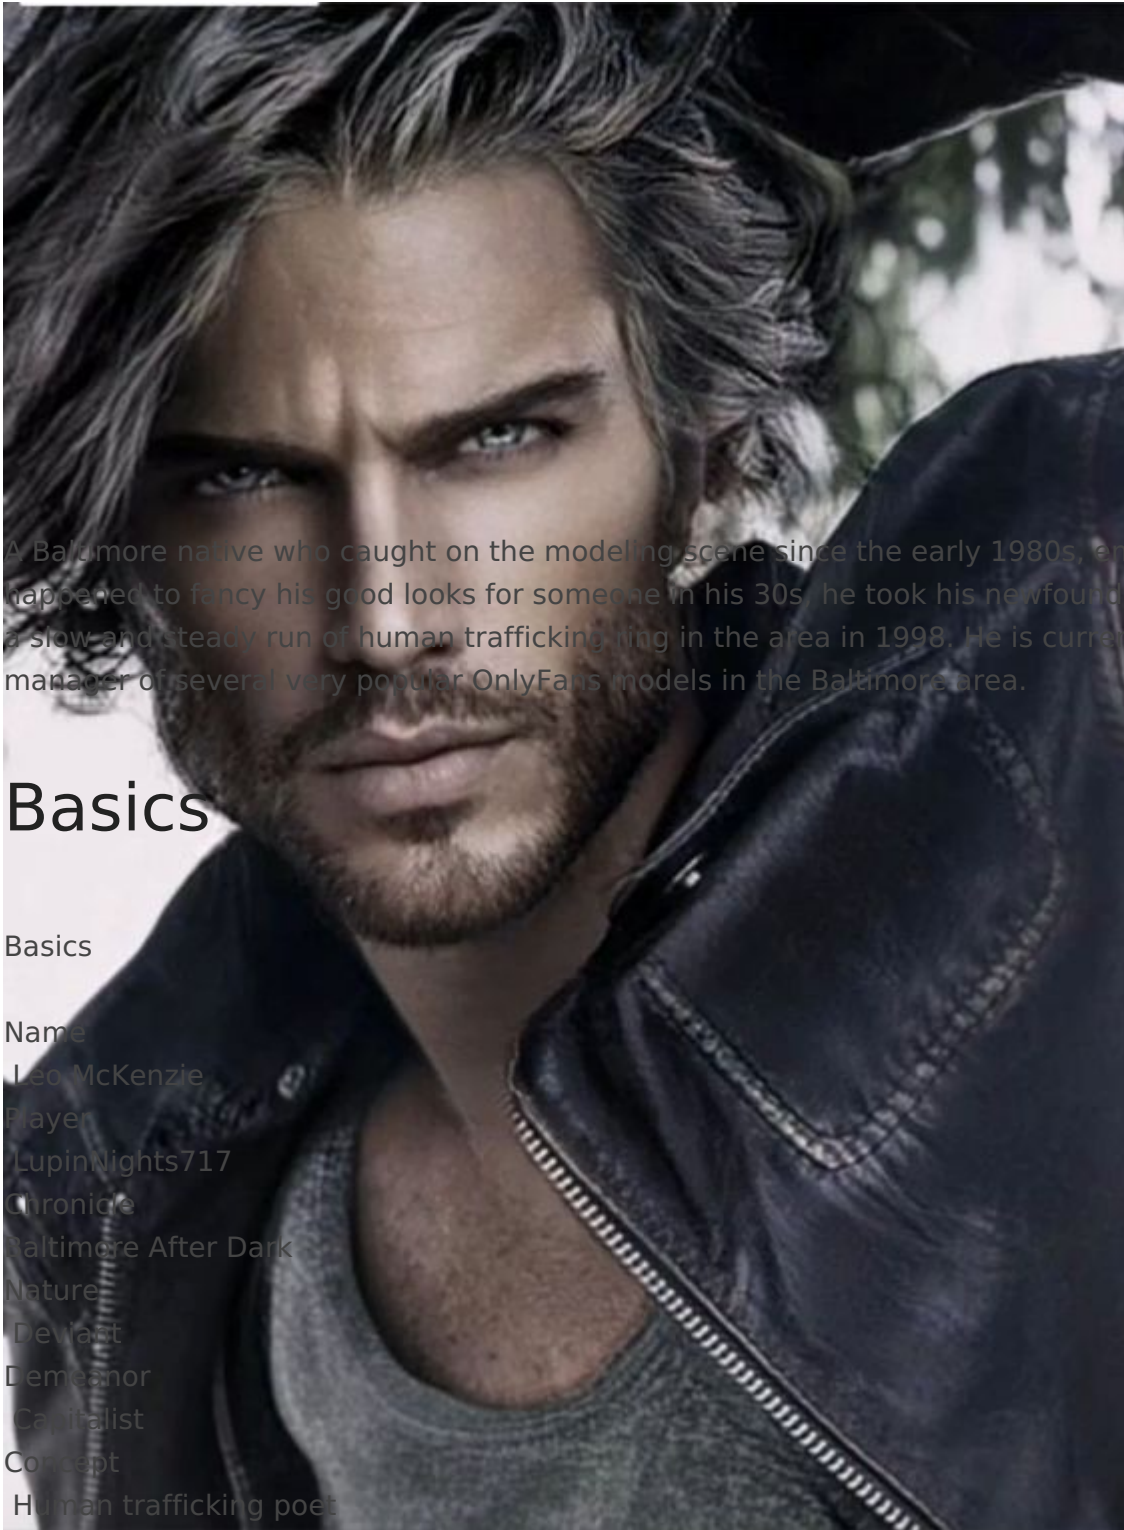 A Baltimore native who caught on the modeling scene since the early 1980s,
happened to fancy his good looks for someone in his 30s, he took his newfound
a slow and steady run of human trafficking ring in the area in 1998. He is
manager of several very popular OnlyFans models in the Baltimore area.
Basics
Basics
Name
Leo McKenzie
Player
LupinNights717
Chronicle
Baltimore After Dark
Nature
Deviant
Demeanor
Capitalist
Concept
Human trafficking poet